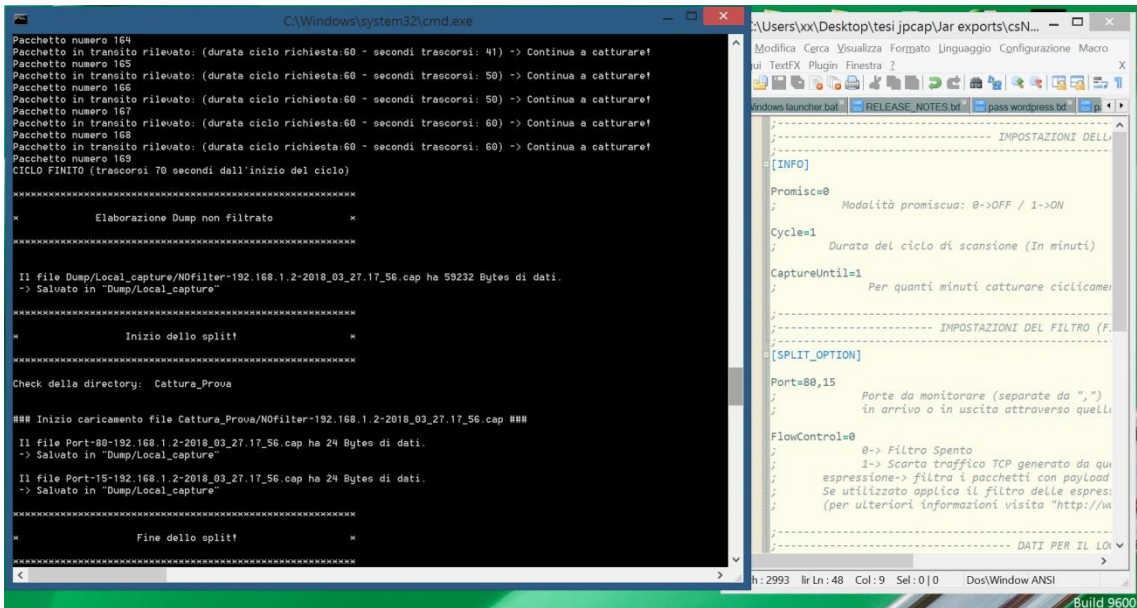 C:\Windows\system32\cmd.exe
Pacchetto numero 164
Pacchetto in transito rilevato: (durata ciclo richiesta:60 - secondi trascorsi: 41) -> Continua a catturare!
Pacchetto numero 165
Pacchetto in transito rilevato: (durata ciclo richiesta:60 - secondi trascorsi: 50) -> Continua a catturare!
Pacchetto numero 166
Pacchetto in transito rilevato: (durata ciclo richiesta:60 - secondi trascorsi: 50) -> Continua a catturare!
Pacchetto numero 167
Pacchetto in transito rilevato: (durata ciclo richiesta:60 - secondi trascorsi: 60) -> Continua a catturare!
Pacchetto numero 168
Pacchetto in transito rilevato: (durata ciclo richiesta:60 - secondi trascorsi: 60) -> Continua a catturare!
Pacchetto numero 169
CICLO FINITO (trascorsi 70 secondi dall'inizio del ciclo)
**********************************************************
* Elaborazione Dump non filtrato *
**********************************************************
Il file Dump/Local_capture/NOfilter-192.168.1.2-2018_03_27.17_56.cap ha 59232 Bytes di dati.
-> Salvato in "Dump/Local_capture"
**********************************************************
* Inizio dello split! *
**********************************************************
Check della directory: Cattura_Prova
### Inizio caricamento file Cattura_Prova/NOfilter-192.168.1.2-2018_03_27.17_56.cap ###
Il file Port-80-192.168.1.2-2018_03_27.17_56.cap ha 24 Bytes di dati.
-> Salvato in "Dump/Local_capture"
Il file Port-15-192.168.1.2-2018_03_27.17_56.cap ha 24 Bytes di dati.
-> Salvato in "Dump/Local_capture"
**********************************************************
* Fine dello split! *
**********************************************************
:\Users\xx\Desktop\tesi jpcap\Jar exports\csN...
Modifica Cerca Visualizza Formato Linguaggio Configurazione Macro
ui TextFX Plugin Finestra ? X
Windows launcher.bat RELEASE_NOTES.txt pass wordpress.txt
;------------------------------ IMPOSTAZIONI DELL
[INFO]
Promisc=0
; Modalità promiscua: 0->OFF / 1->ON
Cycle=1
; Durata del ciclo di scansione (In minuti)
CaptureUntil=1
; Per quanti minuti catturare ciclicame
;----------------------- IMPOSTAZIONI DEL FILTRO (F
[SPLIT_OPTION]
Port=80,15
; Porte da monitorare (separate da ",")
; in arrivo o in uscita attraverso quell
FlowControl=0
; 0-> Filtro Spento
; 1-> Scarta traffico TCP generato da que
; espressione-> filtra i pacchetti con payload
; Se utilizzato applica il filtro delle espres
; (per ulteriori informazioni visita "http://w
;-------------------------------- DATI PER IL LO
h : 2993 lir Ln : 48 Col : 9 Sel : 0 | 0 Dos\Window ANSI
Build 9600